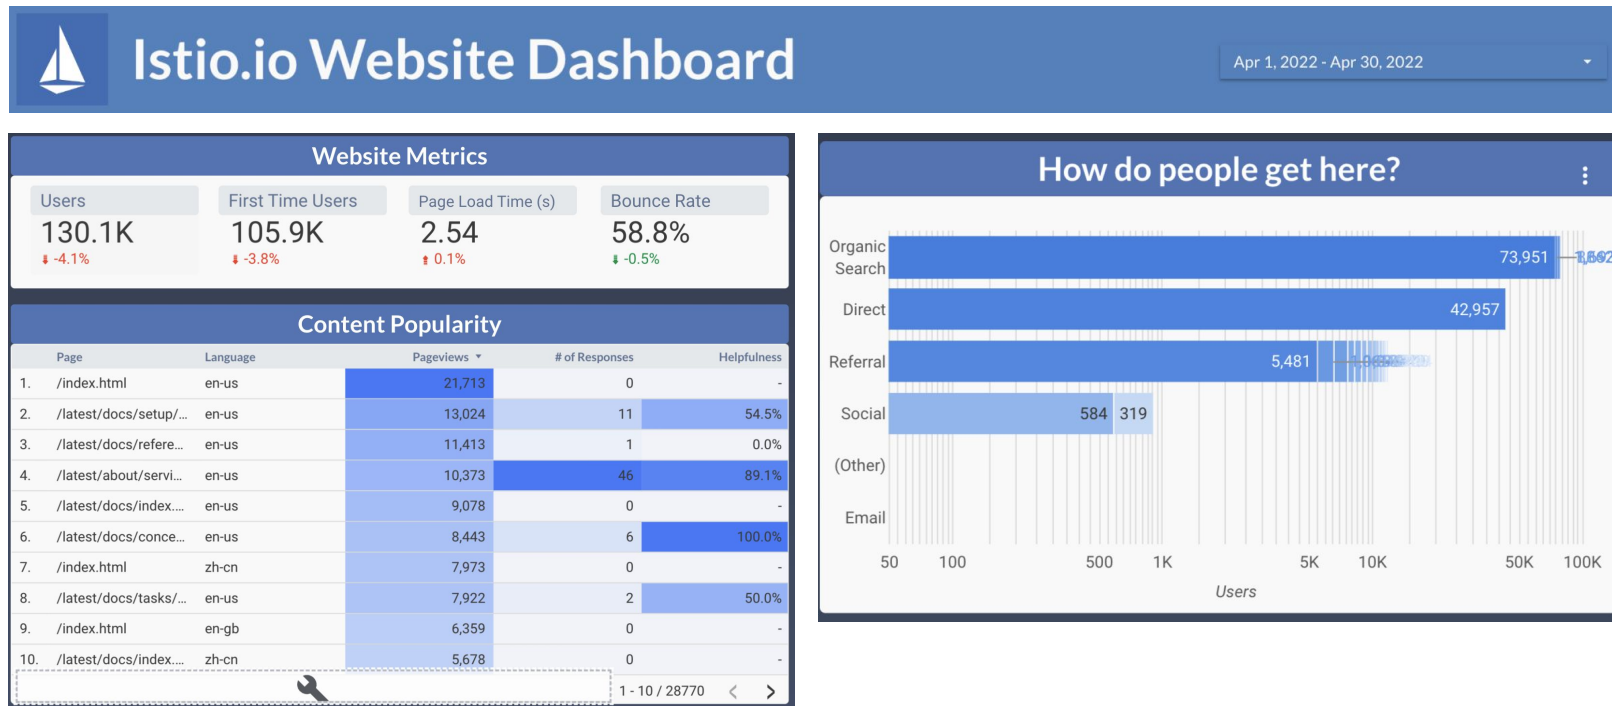 Istio.io Website Dashboard
Apr 1, 2022 - Apr 30, 2022
Website Metrics
Users
130.1K
-4.1%
First Time Users
105.9K
-3.8%
Page Load Time (s)
2.54
0.1%
Bounce Rate
58.8%
-0.5%
Content Popularity
Page Language Pageviews # of Responses Helpfulness
1. /index.html en-us 21,713 0 -
2. /latest/docs/setup/... en-us 13,024 11 54.5%
3. /latest/docs/refere... en-us 11,413 1 0.0%
4. /latest/about/servi... en-us 10,373 46 89.1%
5. /latest/docs/index.... en-us 9,078 0 -
6. /latest/docs/conce... en-us 8,443 6 100.0%
7. /index.html zh-cn 7,973 0 -
8. /latest/docs/tasks/... en-us 7,922 2 50.0%
9. /index.html en-gb 6,359 0 -
10. /latest/docs/index.... zh-cn 5,678 0 -
1 - 10 / 28770
How do people get here?
Organic
Search
73,951
Direct
42,957
Referral
5,481
Social
584 319
(Other)
Email
50 100 500 1K 5K 10K 50K 100K
Users